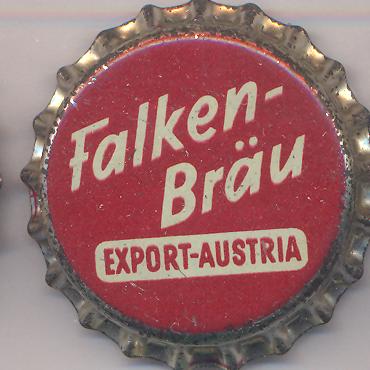 Falken-
Bräu
EXPORT-AUSTRIA